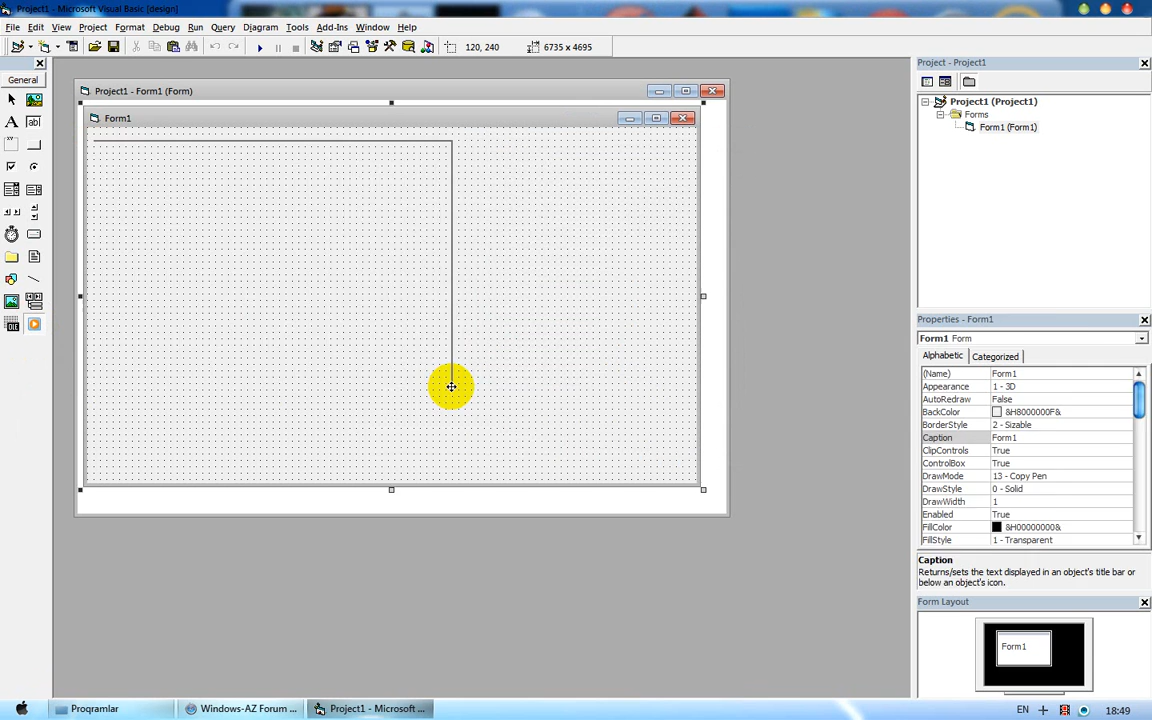 Project1 - Microsoft Visual Basic [design]
File Edit View Project Format Debug Run Query Diagram Tools Add-Ins Window Help
120, 240
6735 x 4695
General
A
ab|
XY
OLE
Project1 - Form1 (Form)
Form1
Project - Project1
Project1 (Project1)
Forms
Form1 (Form1)
Properties - Form1
Form1 Form
Alphabetic Categorized
(Name) Form1
Appearance 1 - 3D
AutoRedraw False
BackColor &H8000000F&
BorderStyle 2 - Sizable
Caption Form1
ClipControls True
ControlBox True
DrawMode 13 - Copy Pen
DrawStyle 0 - Solid
DrawWidth 1
Enabled True
FillColor &H00000000&
FillStyle 1 - Transparent
Caption
Returns/sets the text displayed in an object's title bar or
below an object's icon.
Form Layout
Form1
Proqramlar
Windows-AZ Forum ...
Project1 - Microsoft ...
EN
18:49